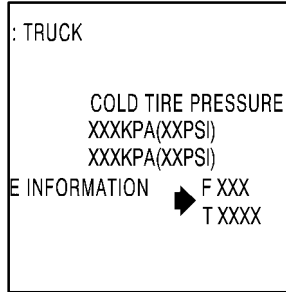 : TRUCK
COLD TIRE PRESSURE
XXXKPA(XXPSI)
XXXKPA(XXPSI)
E INFORMATION F XXX
T XXXX